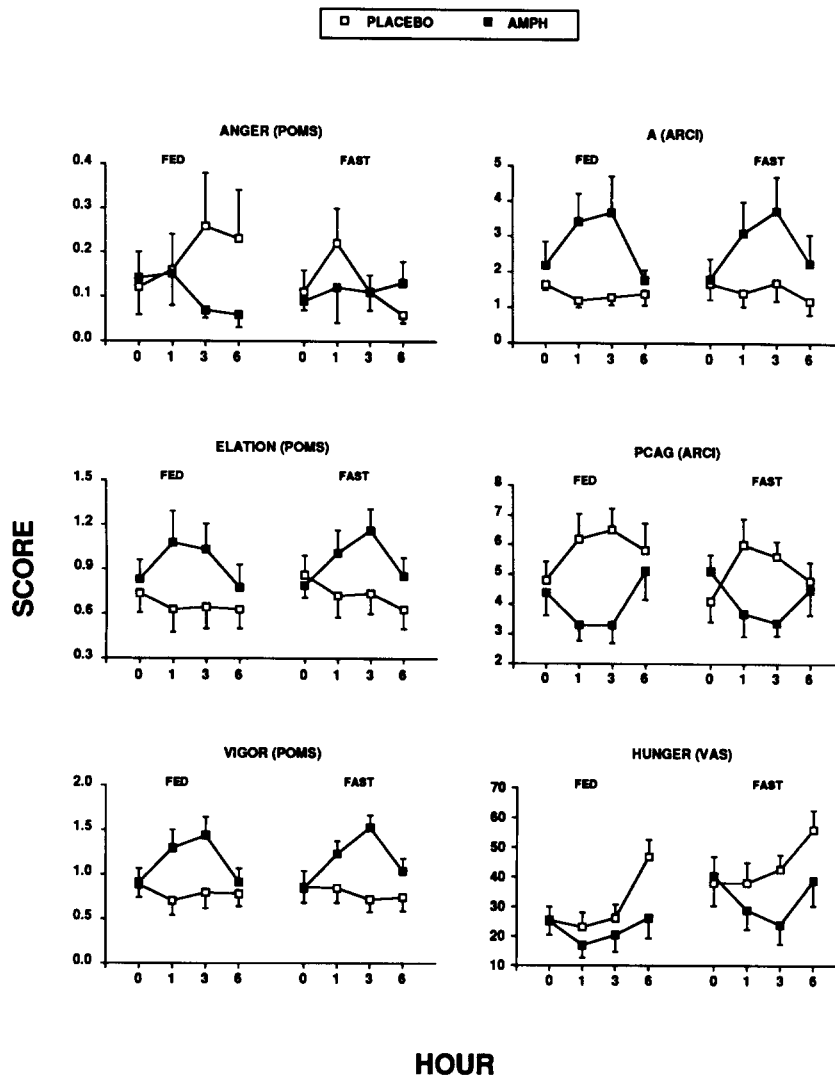 PLACEBO AMPH
ANGER (POMS)
FED FAST
0.4
0.3
0.2
0.1
0.0
0 1 3 6 0 1 3 6
A (ARCI)
FED FAST
5
4
3
2
1
0
0 1 3 6 0 1 3 6
ELATION (POMS)
FED FAST
1.5
1.2
0.9
0.6
0.3
0 1 3 6 0 1 3 6
PCAG (ARCI)
FED FAST
8
7
6
5
4
3
2
0 1 3 6 0 1 3 6
SCORE
VIGOR (POMS)
FED FAST
2.0
1.5
1.0
0.5
0.0
0 1 3 6 0 1 3 6
HUNGER (VAS)
FED FAST
70
60
50
40
30
20
10
0 1 3 6 0 1 3 6
HOUR